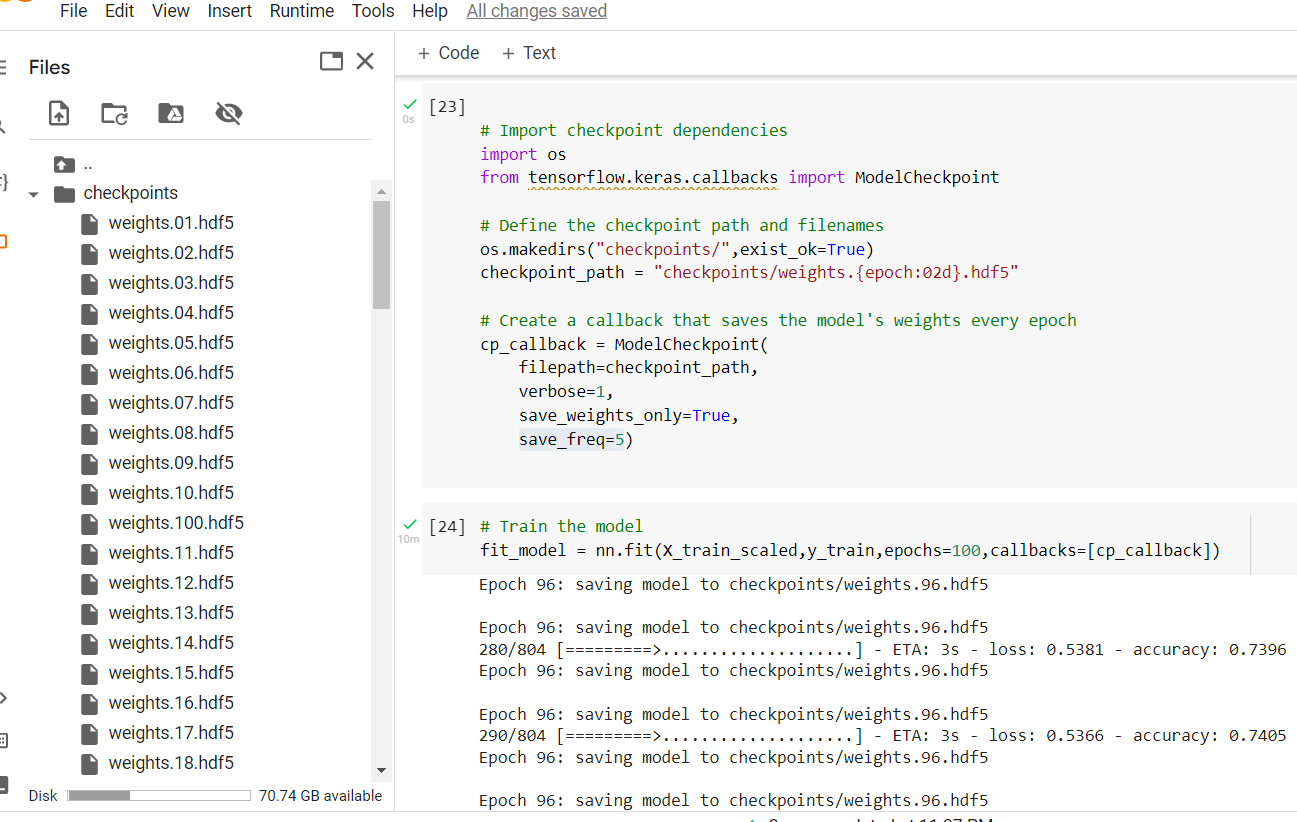 File Edit View Insert Runtime Tools Help All changes saved
Files
..
checkpoints
weights.01.hdf5
weights.02.hdf5
weights.03.hdf5
weights.04.hdf5
weights.05.hdf5
weights.06.hdf5
weights.07.hdf5
weights.08.hdf5
weights.09.hdf5
weights.10.hdf5
weights.100.hdf5
weights.11.hdf5
weights.12.hdf5
weights.13.hdf5
weights.14.hdf5
weights.15.hdf5
weights.16.hdf5
weights.17.hdf5
weights.18.hdf5
Disk 70.74 GB available
+ Code + Text
[23]
0s
# Import checkpoint dependencies
import os
from tensorflow.keras.callbacks import ModelCheckpoint
# Define the checkpoint path and filenames
os.makedirs("checkpoints/",exist_ok=True)
checkpoint_path = "checkpoints/weights.{epoch:02d}.hdf5"
# Create a callback that saves the model's weights every epoch
cp_callback = ModelCheckpoint(
filepath=checkpoint_path,
verbose=1,
save_weights_only=True,
save_freq=5)
[24] # Train the model
10m
fit_model = nn.fit(X_train_scaled,y_train,epochs=100,callbacks=[cp_callback])
Epoch 96: saving model to checkpoints/weights.96.hdf5
Epoch 96: saving model to checkpoints/weights.96.hdf5
280/804 [=========>....................] - ETA: 3s - loss: 0.5381 - accuracy: 0.7396
Epoch 96: saving model to checkpoints/weights.96.hdf5
Epoch 96: saving model to checkpoints/weights.96.hdf5
290/804 [=========>....................] - ETA: 3s - loss: 0.5366 - accuracy: 0.7405
Epoch 96: saving model to checkpoints/weights.96.hdf5
Epoch 96: saving model to checkpoints/weights.96.hdf5